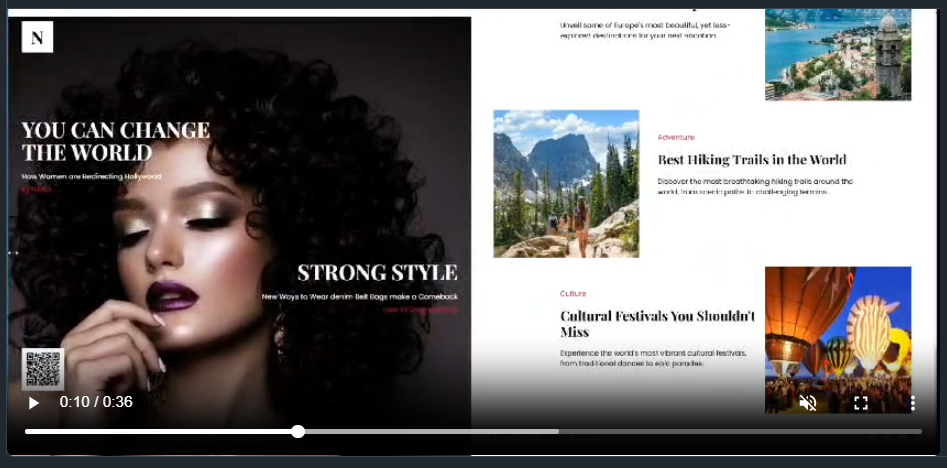 N
YOU CAN CHANGE
THE WORLD
How Women are Redirecting Hollywood
STRONG STYLE
New Ways to Wear denim Belt Bags make a Comeback
Unveil some of Europe's most beautiful, yet less-
explored destinations for your next vacation.
Adventure
Best Hiking Trails in the World
Discover the most breathtaking hiking trails around the
world, from scenic paths to challenging terrains.
Culture
Cultural Festivals You Shouldn't
Miss
Experience the world's most vibrant cultural festivals,
from traditional dances to epic parades.
0:10 / 0:36